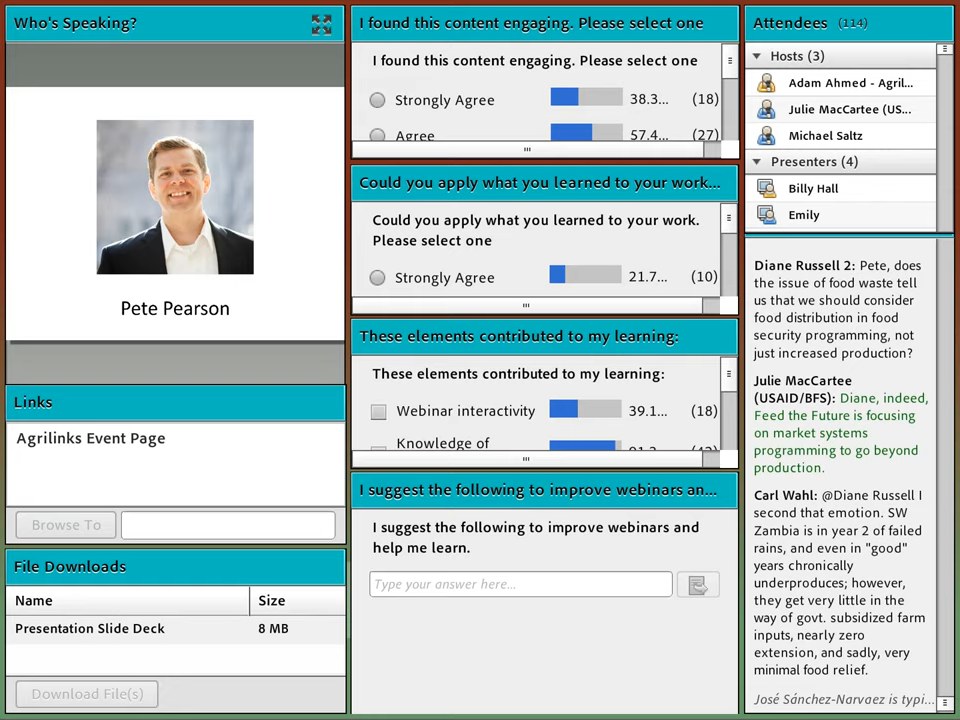 Who's Speaking?
Pete Pearson
Links
Agrilinks Event Page
Browse To
File Downloads
Name Size
Presentation Slide Deck 8 MB
Download File(s)
I found this content engaging. Please select one
I found this content engaging. Please select one
Strongly Agree 38.3... (18)
Agree 57.4... (27)
Could you apply what you learned to your work...
Could you apply what you learned to your work.
Please select one
Strongly Agree 21.7... (10)
These elements contributed to my learning:
These elements contributed to my learning:
Webinar interactivity 39.1... (18)
Knowledge of
I suggest the following to improve webinars an...
I suggest the following to improve webinars and
help me learn.
Type your answer here...
Attendees (114)
Hosts (3)
Adam Ahmed - Agril...
Julie MacCartee (US...
Michael Saltz
Presenters (4)
Billy Hall
Emily
Diane Russell 2: Pete, does
the issue of food waste tell
us that we should consider
food distribution in food
security programming, not
just increased production?
Julie MacCartee
(USAID/BFS): Diane, indeed,
Feed the Future is focusing
on market systems
programming to go beyond
production.
Carl Wahl: @Diane Russell I
second that emotion. SW
Zambia is in year 2 of failed
rains, and even in "good"
years chronically
underproduces; however,
they get very little in the
way of govt. subsidized farm
inputs, nearly zero
extension, and sadly, very
minimal food relief.
José Sánchez-Narvaez is typi...